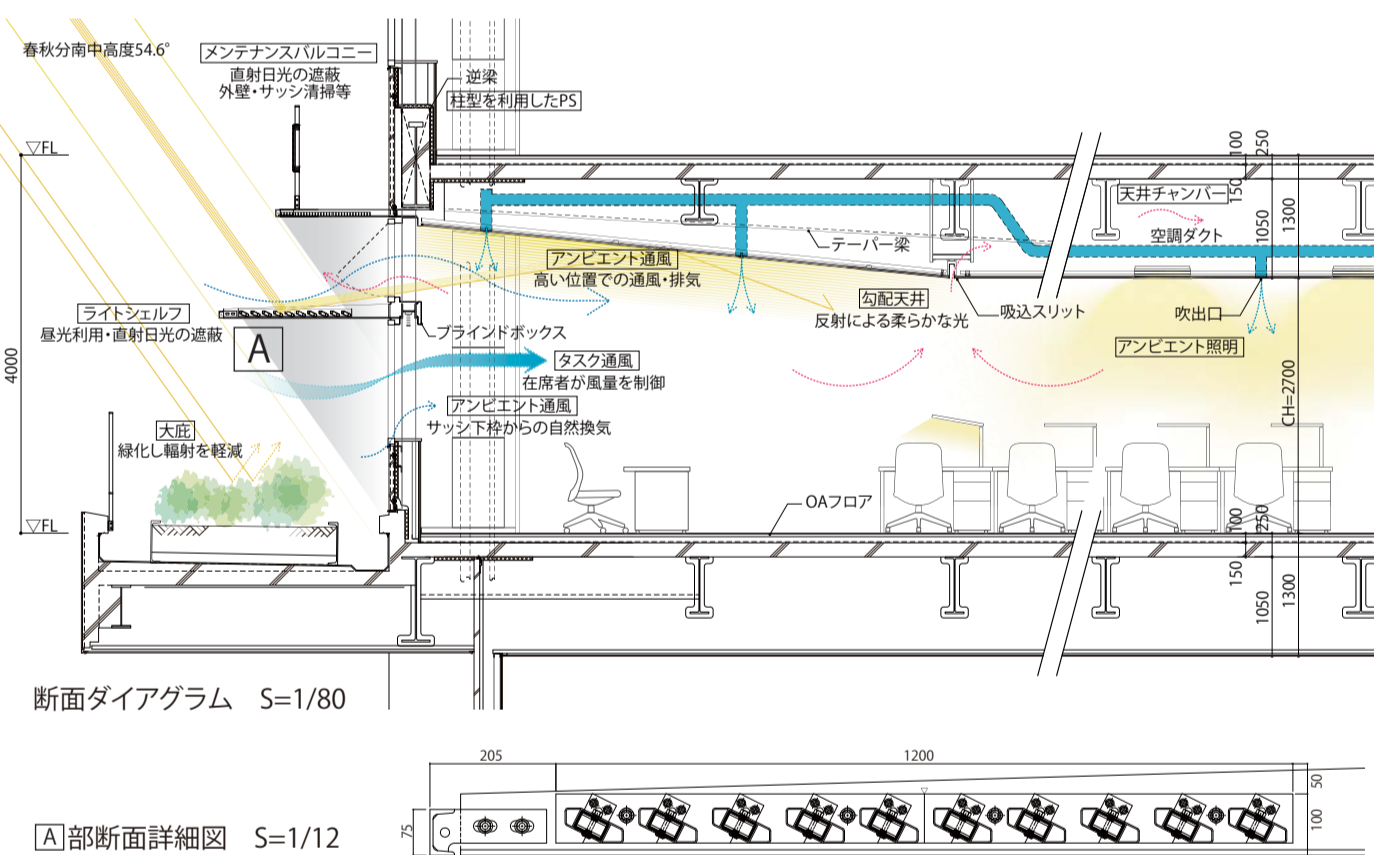 春秋分南中高度54.6°
メンテナンスバルコニー
直射日光の遮蔽
外壁・サッシ清掃等
逆梁
柱型を利用したPS
▽FL
100
250
150
1050
1300
天井チャンバー
空調ダクト
テーパー梁
アンビエント通風
高い位置での通風・排気
勾配天井
反射による柔らかな光
吸込スリット
吹出口
アンビエント照明
ライトシェルフ
昼光利用・直射日光の遮蔽
A
ブラインドボックス
タスク通風
在席者が風量を制御
アンビエント通風
サッシ下枠からの自然換気
4000
CH=2700
大庇
緑化し輻射を軽減
OAフロア
▽FL
100
250
150
1050
1300
断面ダイアグラム S=1/80
205
1200
50
100
75
A部断面詳細図 S=1/12